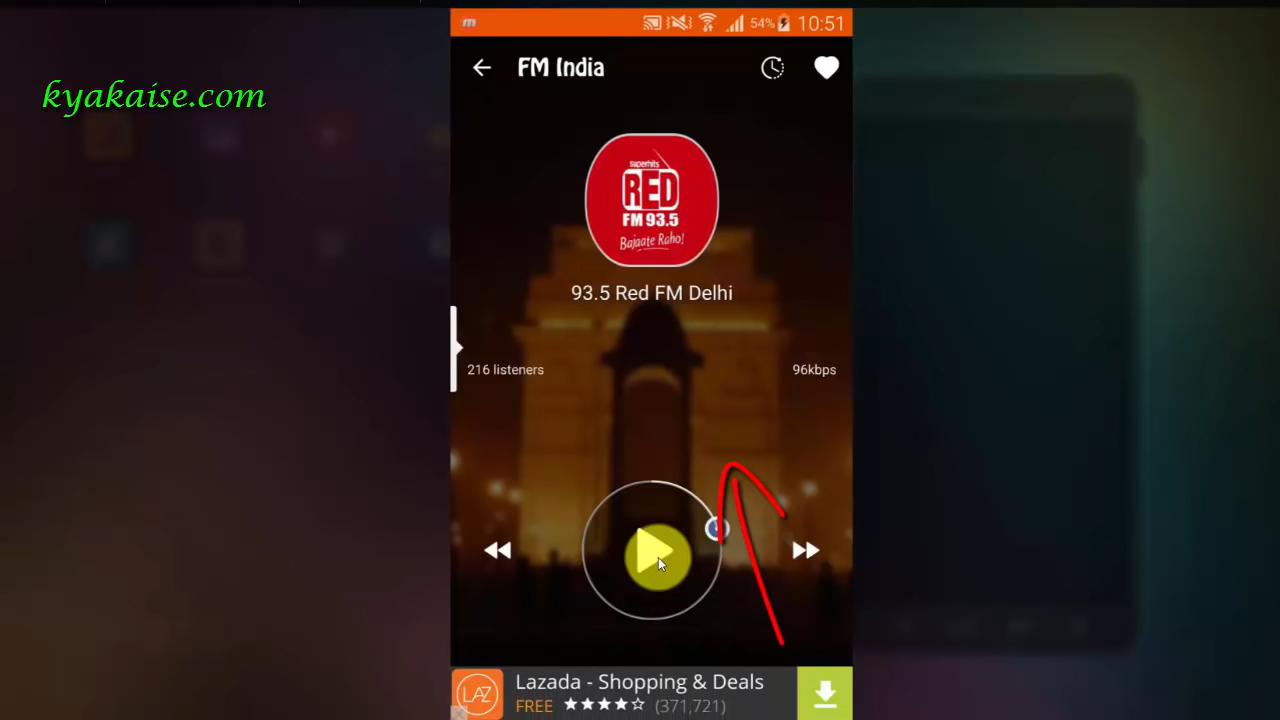 kyakaise.com
54% 10:51
FM India
superhits
RED
FM 93.5
Bajaate Raho!
93.5 Red FM Delhi
216 listeners
96kbps
LAZ
Lazada - Shopping & Deals
FREE (371,721)